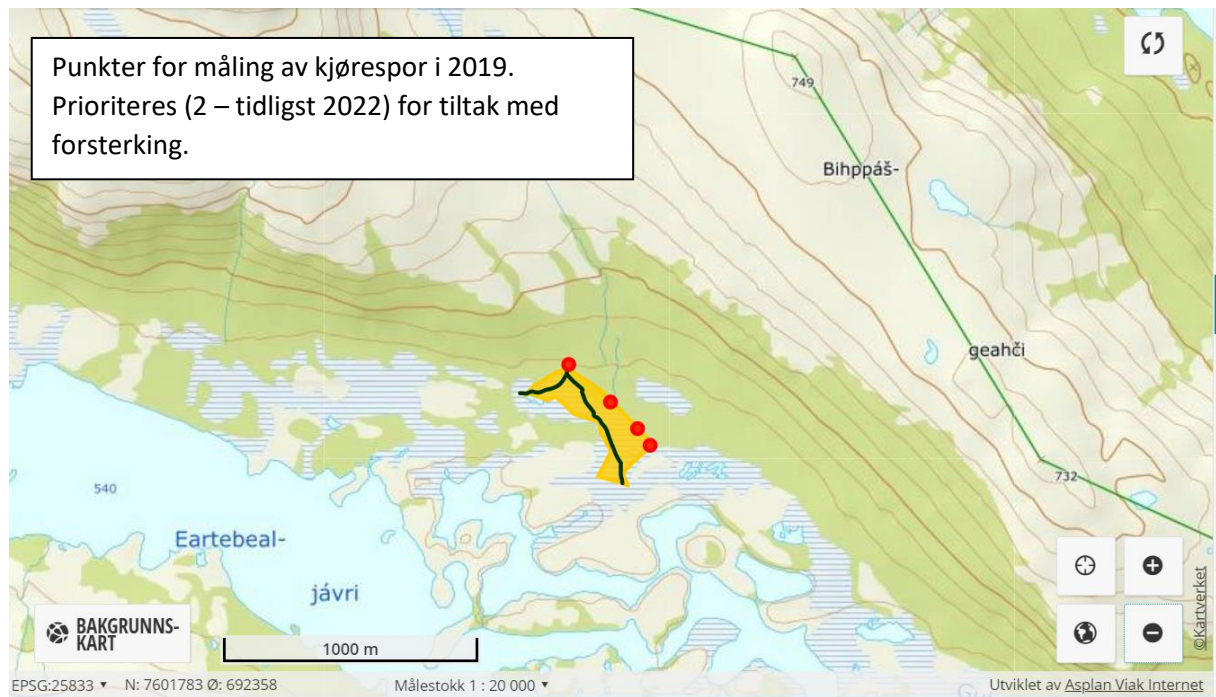 Punkter for måling av kjørespor i 2019.
Prioriteres (2 – tidligst 2022) for tiltak med
forsterking.
749
Bihppáš-
geahči
732
540
Eartebeal-
jávri
BAKGRUNNS-
KART
1000 m
©Kartverket
EPSG:25833 ▾ N: 7601783 Ø: 692358 Målestokk 1 : 20 000 ▾ Utviklet av Asplan Viak Internet